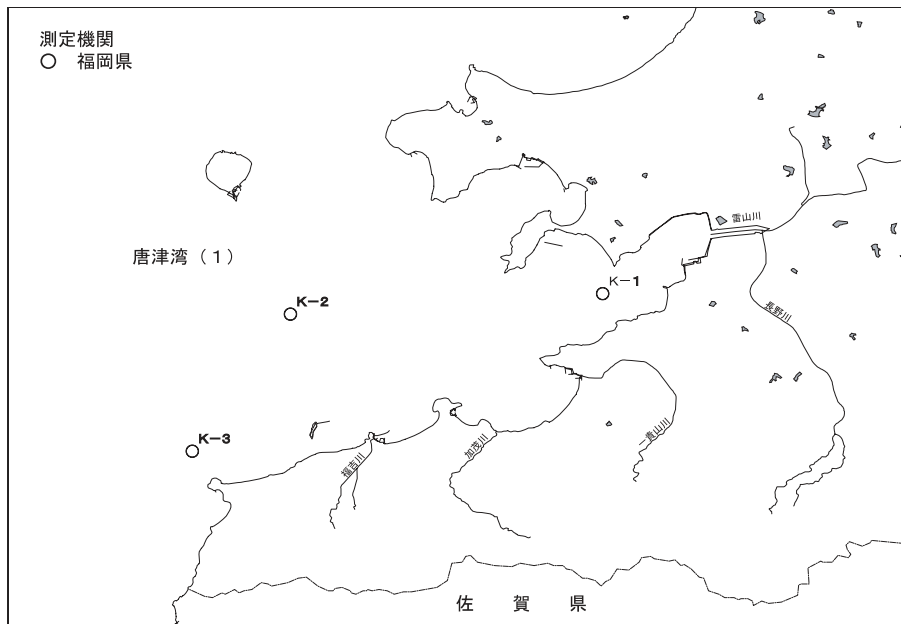 測定機関
○ 福岡県
雷山川
唐津湾（１）
K－1
K－2
長野川
K－3
福吉川
加茂川
一貴山川
佐賀県